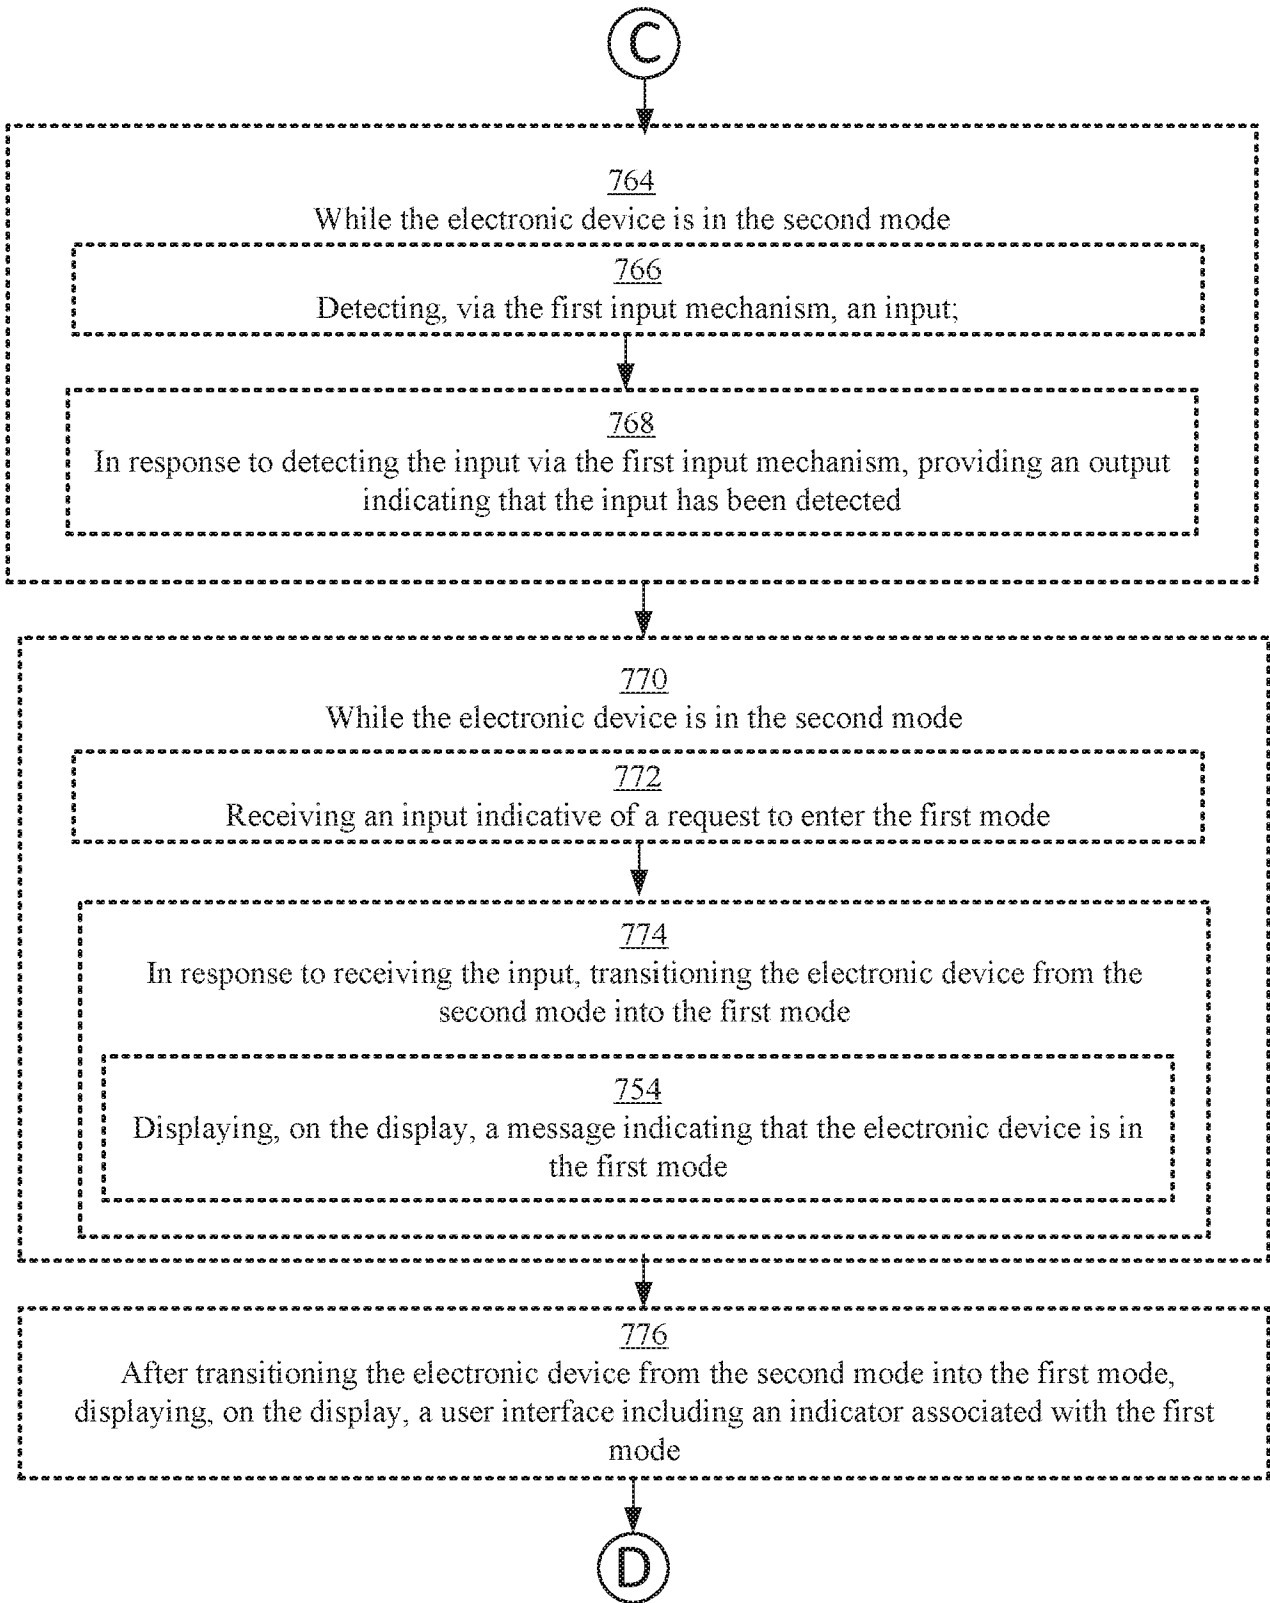 C
764
While the electronic device is in the second mode
766
Detecting, via the first input mechanism, an input;
768
In response to detecting the input via the first input mechanism, providing an output
indicating that the input has been detected
770
While the electronic device is in the second mode
772
Receiving an input indicative of a request to enter the first mode
774
In response to receiving the input, transitioning the electronic device from the
second mode into the first mode
754
Displaying, on the display, a message indicating that the electronic device is in
the first mode
776
After transitioning the electronic device from the second mode into the first mode,
displaying, on the display, a user interface including an indicator associated with the first
mode
D